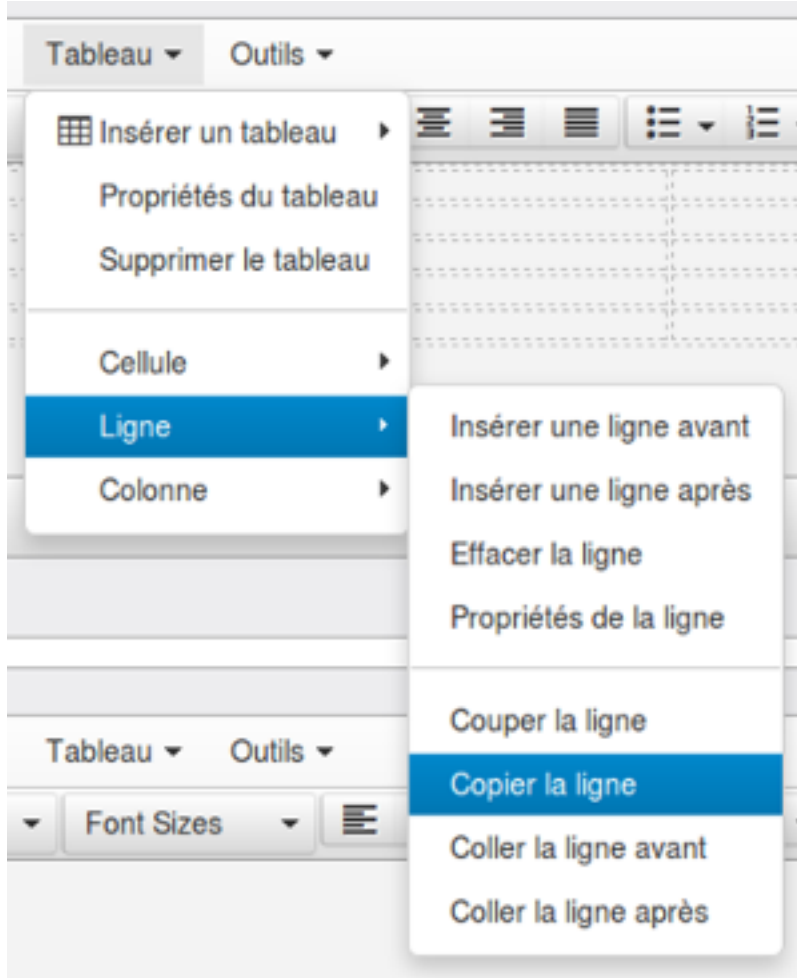 Tableau Outils
Insérer un tableau
Propriétés du tableau
Supprimer le tableau
Cellule
Ligne
Colonne
Insérer une ligne avant
Insérer une ligne après
Effacer la ligne
Propriétés de la ligne
Couper la ligne
Copier la ligne
Coller la ligne avant
Coller la ligne après
Tableau Outils
Font Sizes